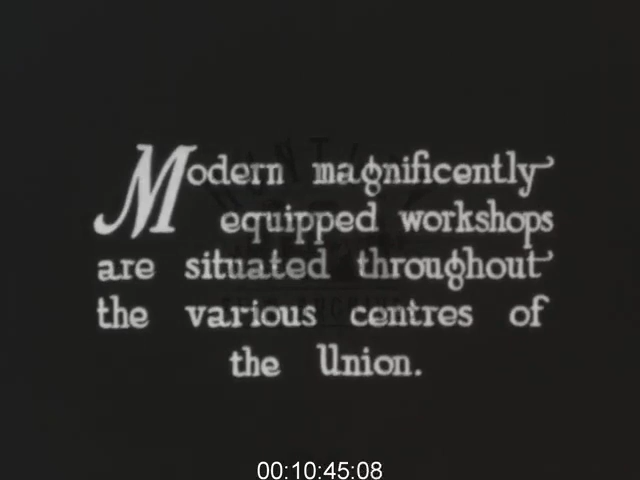 Modern magnificently
equipped workshops
are situated throughout
the various centres of
the Union.
00:10:45:08